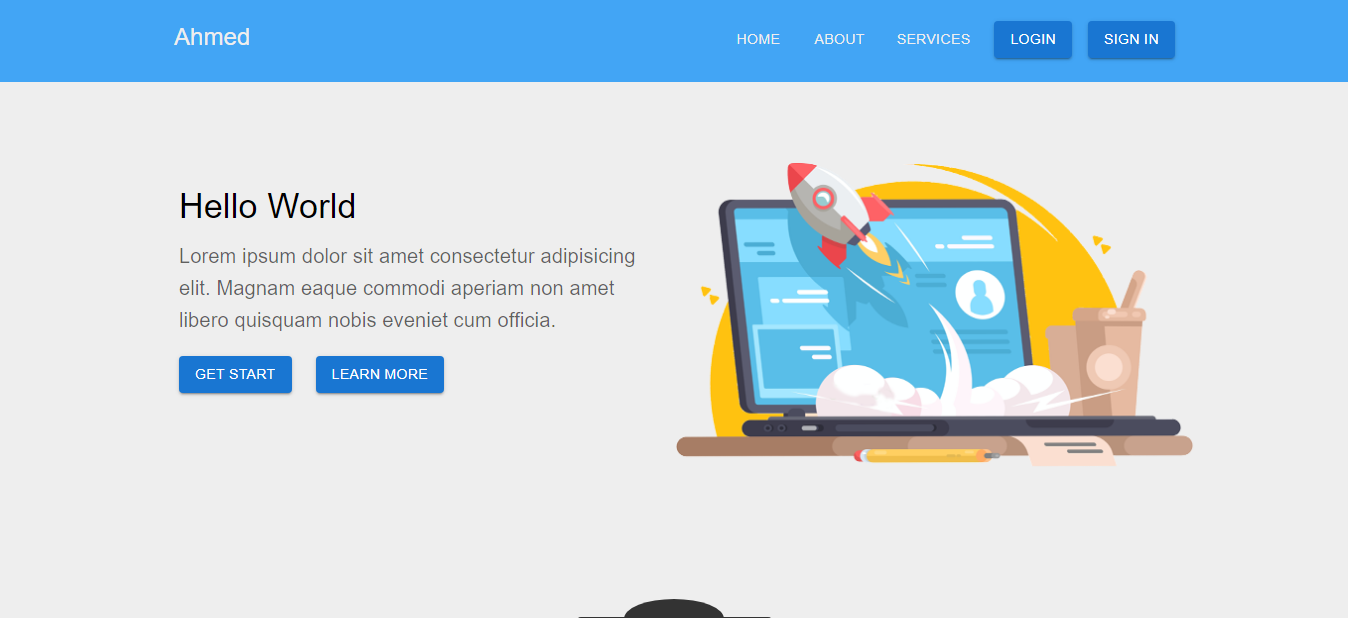 Ahmed
HOME ABOUT SERVICES LOGIN SIGN IN
Hello World
Lorem ipsum dolor sit amet consectetur adipisicing
elit. Magnam eaque commodi aperiam non amet
libero quisquam nobis eveniet cum officia.
GET START LEARN MORE